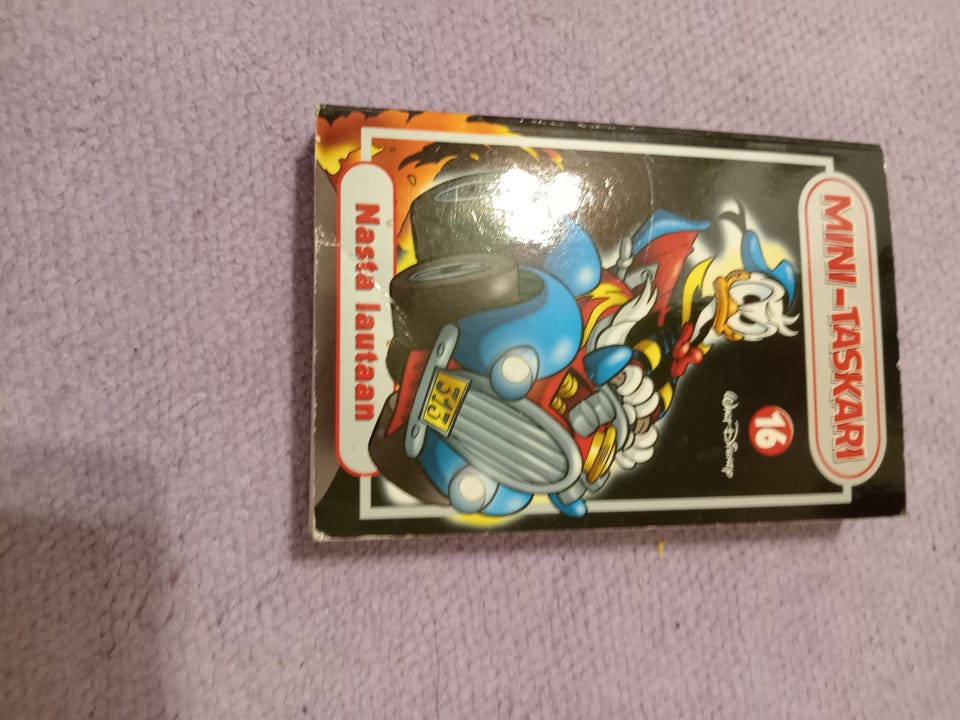 MINI-TASKARI
16
Walt Disney
313
Nasta lautaan